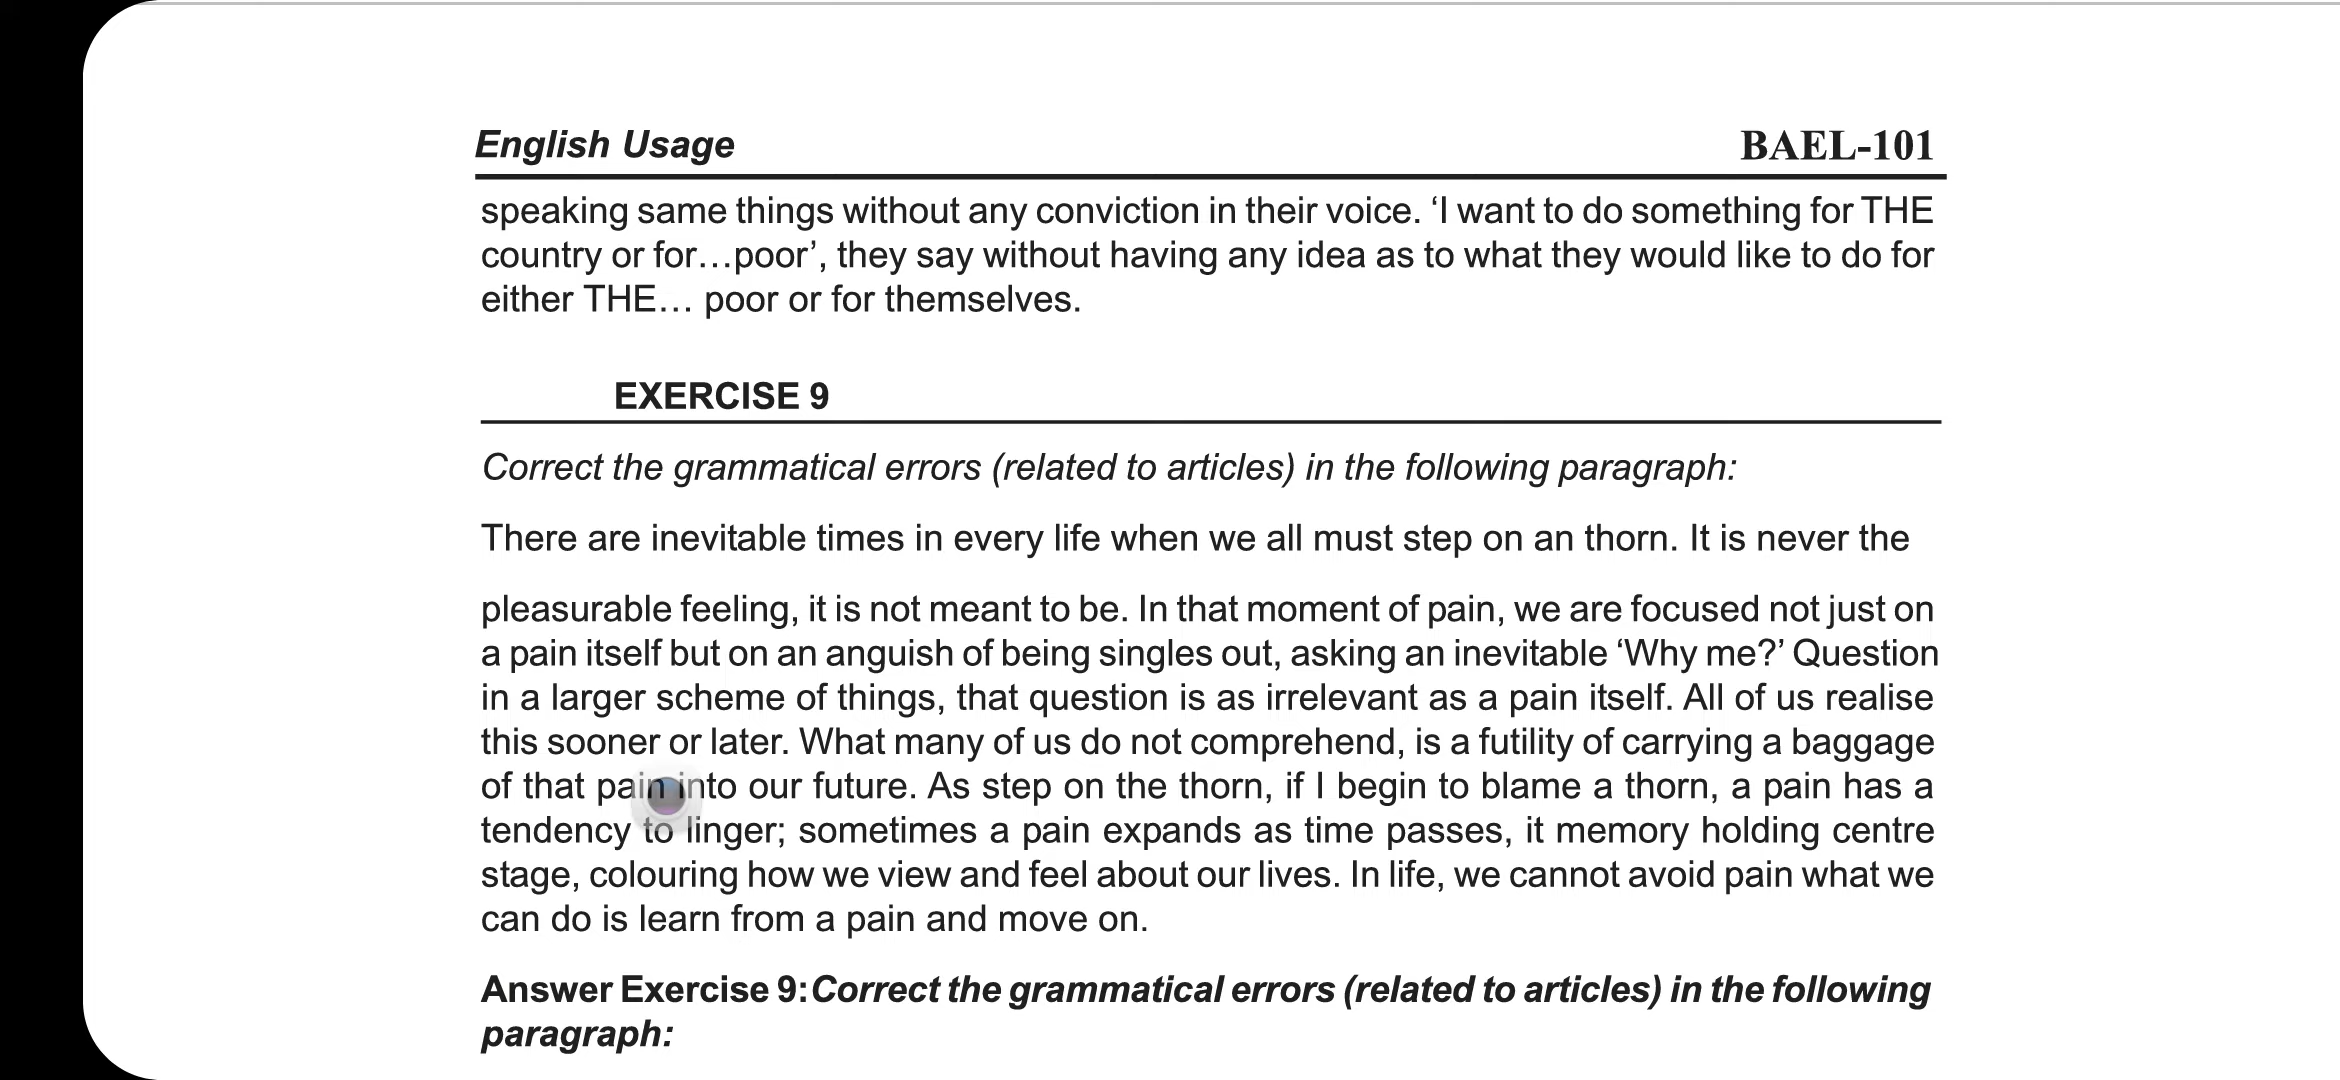 English Usage BAEL-101
speaking same things without any conviction in their voice. ‘I want to do something for THE
country or for…poor’, they say without having any idea as to what they would like to do for
either THE… poor or for themselves.
EXERCISE 9
Correct the grammatical errors (related to articles) in the following paragraph:
There are inevitable times in every life when we all must step on an thorn. It is never the
pleasurable feeling, it is not meant to be. In that moment of pain, we are focused not just on
a pain itself but on an anguish of being singles out, asking an inevitable ‘Why me?’ Question
in a larger scheme of things, that question is as irrelevant as a pain itself. All of us realise
this sooner or later. What many of us do not comprehend, is a futility of carrying a baggage
of that pain into our future. As step on the thorn, if I begin to blame a thorn, a pain has a
tendency to linger; sometimes a pain expands as time passes, it memory holding centre
stage, colouring how we view and feel about our lives. In life, we cannot avoid pain what we
can do is learn from a pain and move on.
Answer Exercise 9:Correct the grammatical errors (related to articles) in the following
paragraph: